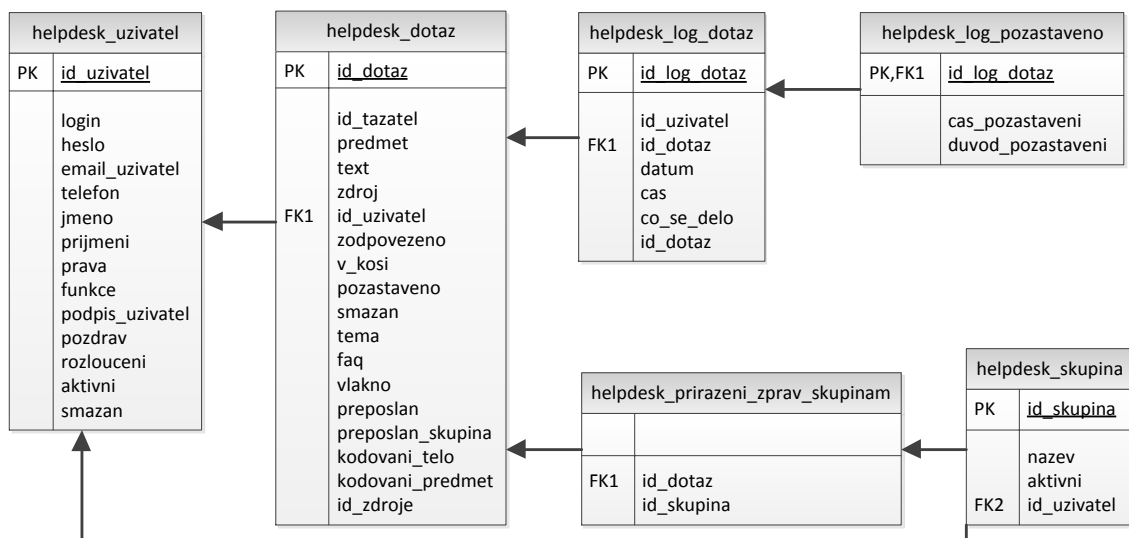 helpdesk_uzivatel
PK id_uzivatel
login
heslo
email_uzivatel
telefon
jmeno
prijmeni
prava
funkce
podpis_uzivatel
pozdrav
rozlouceni
aktivni
smazan
helpdesk_dotaz
PK id_dotaz
id_tazatel
predmet
text
zdroj
FK1 id_uzivatel
zodpovezeno
v_kosi
pozastaveno
smazan
tema
faq
vlakno
preposlan
preposlan_skupina
kodovani_telo
kodovani_predmet
id_zdroje
helpdesk_log_dotaz
PK id_log_dotaz
id_uzivatel
FK1 id_dotaz
datum
cas
co_se_delo
id_dotaz
helpdesk_log_pozastaveno
PK,FK1 id_log_dotaz
cas_pozastaveni
duvod_pozastaveni
helpdesk_prirazeni_zprav_skupinam
FK1 id_dotaz
id_skupina
helpdesk_skupina
PK id_skupina
nazev
aktivni
FK2 id_uzivatel